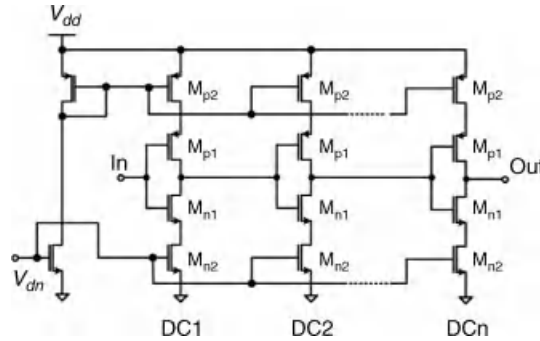 Vdd
Mp2 Mp2 Mp2
Mp1 Mp1 Mp1
In Out
Mn1 Mn1 Mn1
Vdn Mn2 Mn2 Mn2
DC1 DC2 DCn